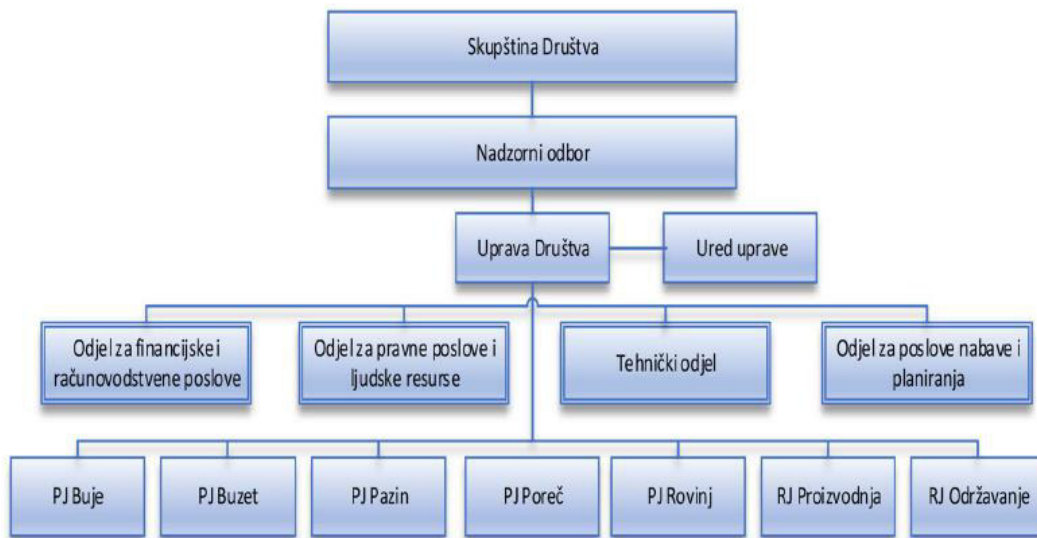 Skupština Društva
Nadzorni odbor
Uprava Društva
Ured uprave
Odjel za financijske i
računovodstvene poslove
Odjel za pravne poslove i
ljudske resurse
Tehnički odjel
Odjel za poslove nabave i
planiranja
PJ Buje
PJ Buzet
PJ Pazin
PJ Poreč
PJ Rovinj
RJ Proizvodnja
RJ Održavanje